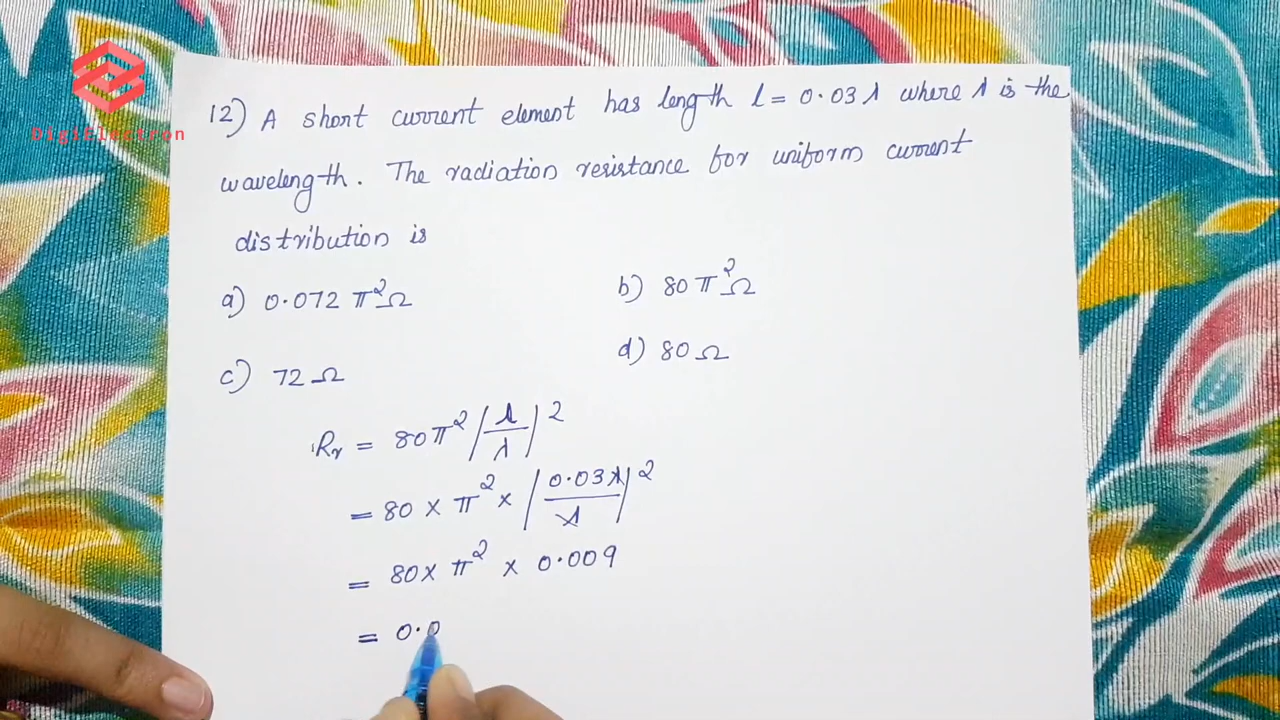 DigiElectron
12) A short current element has length l = 0.03 λ where λ is the
wavelength. The radiation resistance for uniform current
distribution is
a) 0.072 π²Ω
b) 80 π²Ω
c) 72 Ω
d) 80 Ω
Rr = 80π² |l/λ|²
= 80 × π² × |0.03λ/λ|²
= 80 × π² × 0.009
= 0.0